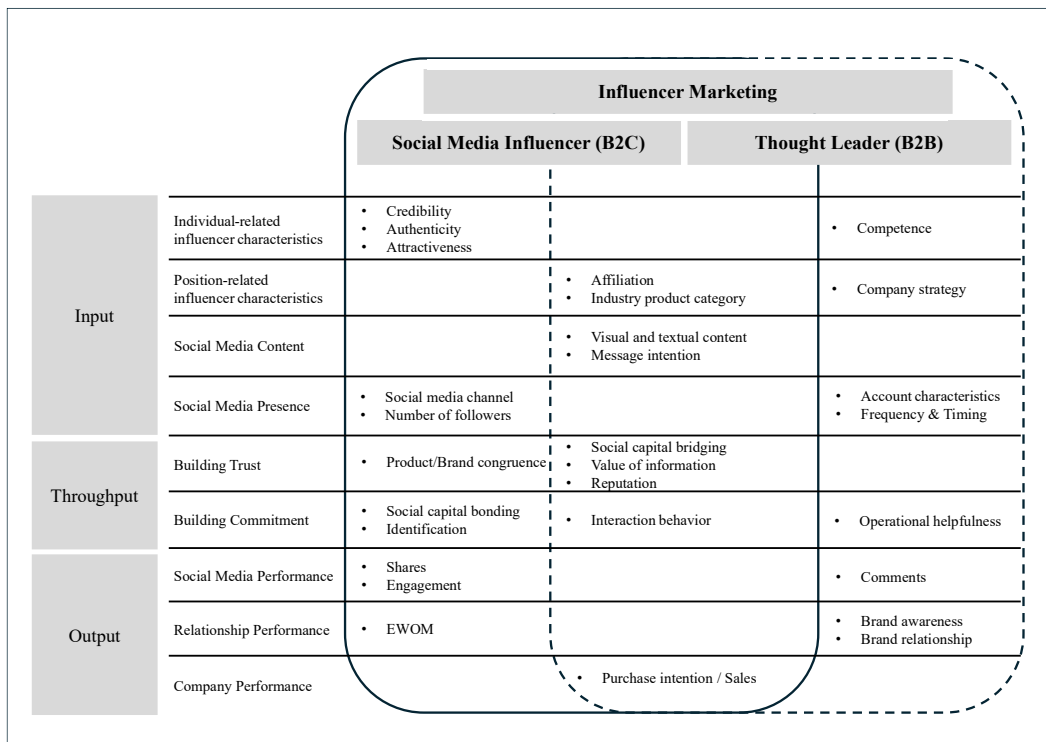 Influencer Marketing
Social Media Influencer (B2C)
Thought Leader (B2B)
Input
Individual-related
influencer characteristics
• Credibility
• Authenticity
• Attractiveness
• Competence
Position-related
influencer characteristics
• Affiliation
• Industry product category
• Company strategy
Social Media Content
• Visual and textual content
• Message intention
Social Media Presence
• Social media channel
• Number of followers
• Account characteristics
• Frequency & Timing
Throughput
Building Trust
• Product/Brand congruence
• Social capital bridging
• Value of information
• Reputation
Building Commitment
• Social capital bonding
• Identification
• Interaction behavior
• Operational helpfulness
Output
Social Media Performance
• Shares
• Engagement
• Comments
Relationship Performance
• EWOM
• Brand awareness
• Brand relationship
Company Performance
• Purchase intention / Sales